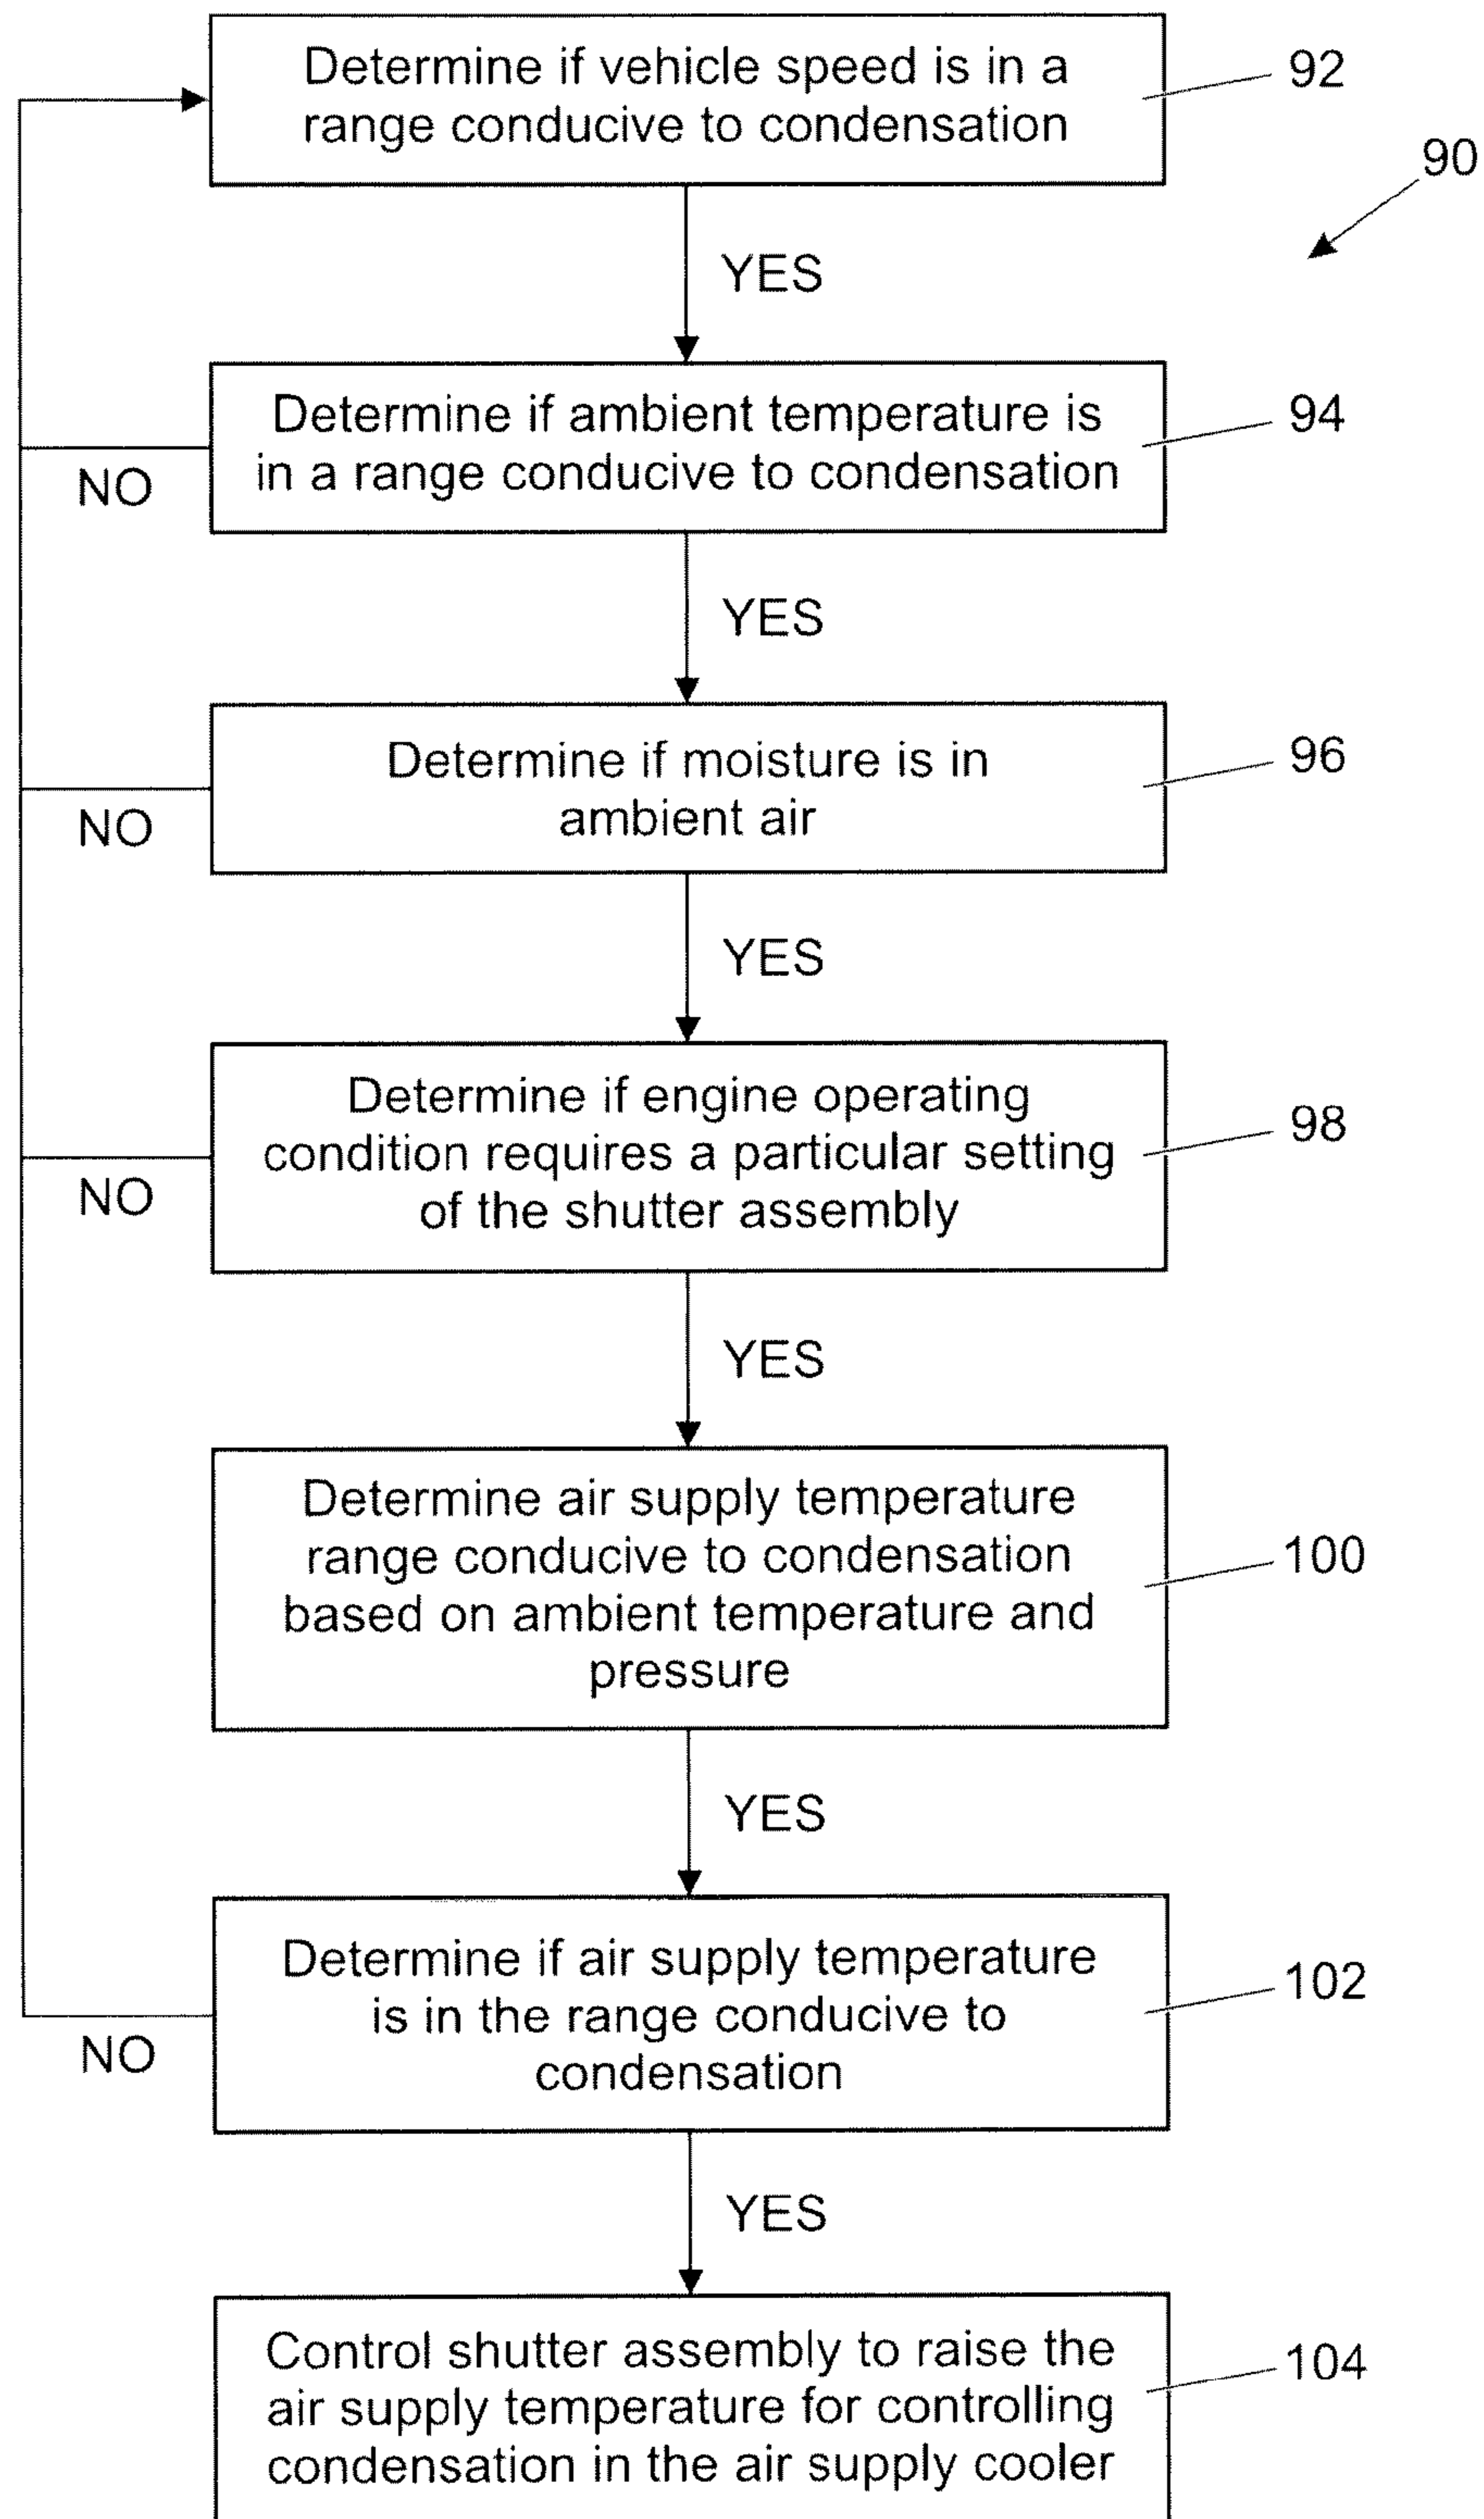 Determine if vehicle speed is in a
range conducive to condensation
92
90
YES
Determine if ambient temperature is
in a range conducive to condensation
94
NO
YES
Determine if moisture is in
ambient air
96
NO
YES
Determine if engine operating
condition requires a particular setting
of the shutter assembly
98
NO
YES
Determine air supply temperature
range conducive to condensation
based on ambient temperature and
pressure
100
YES
Determine if air supply temperature
is in the range conducive to
condensation
102
NO
YES
Control shutter assembly to raise the
air supply temperature for controlling
condensation in the air supply cooler
104